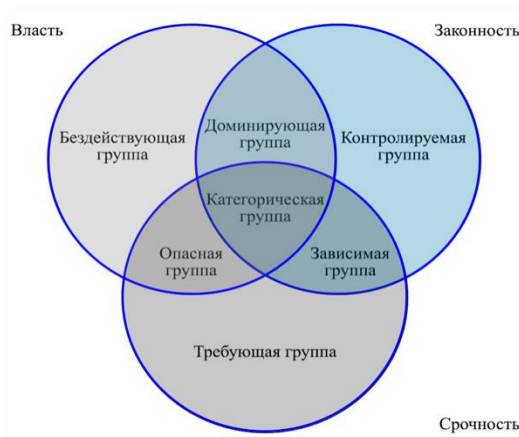 Власть
Законность
Бездействующая
группа
Доминирующая
группа
Контролируемая
группа
Категорическая
группа
Опасная
группа
Зависимая
группа
Требующая группа
Срочность